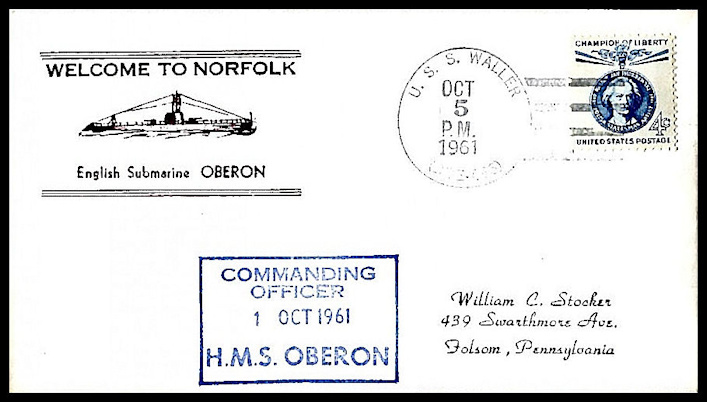 WELCOME TO NORFOLK
English Submarine OBERON
U. S. S. WALLER
OCT
5
P.M.
1961
CHAMPION OF LIBERTY
4¢
UNITED STATES POSTAGE
COMMANDING
OFFICER
1 OCT 1961
H.M.S. OBERON
William C. Stocker
439 Swarthmore Ave.
Folsom, Pennsylvania